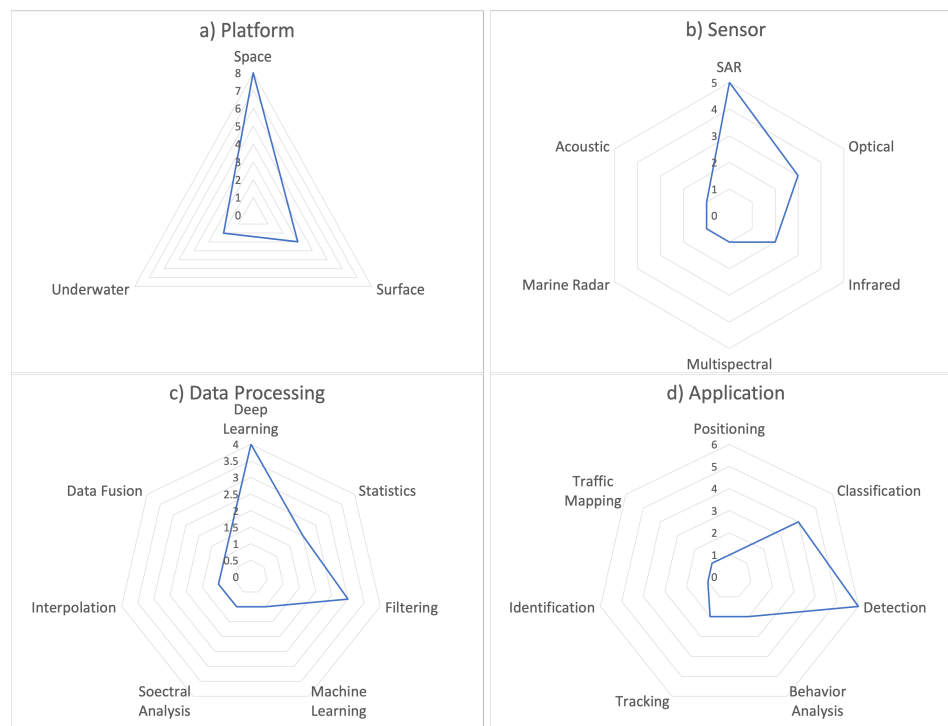 a) Platform
Space
8
7
6
5
4
3
2
1
0
Underwater
Surface
b) Sensor
SAR
5
4
3
2
1
0
Acoustic
Optical
Marine Radar
Infrared
Multispectral
c) Data Processing
Deep
Learning
4
3.5
3
2.5
2
1.5
1
0.5
0
Data Fusion
Statistics
Interpolation
Filtering
Soectral
Analysis
Machine
Learning
d) Application
Positioning
6
5
4
3
2
1
0
Traffic
Mapping
Classification
Identification
Detection
Tracking
Behavior
Analysis